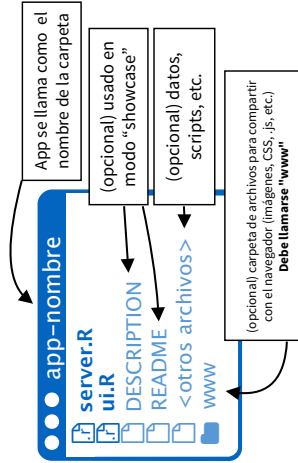 app-nombre
.r server.R
.r ui.R
DESCRIPTION
README
<otros archivos>
www
App se llama como el
nombre de la carpeta
(opcional) usado en
modo “showcase”
(opcional) datos,
scripts, etc.
(opcional) carpeta de archivos para compartir
con el navegador (imágenes, CSS, .js, etc.)
Debe llamarse "www"